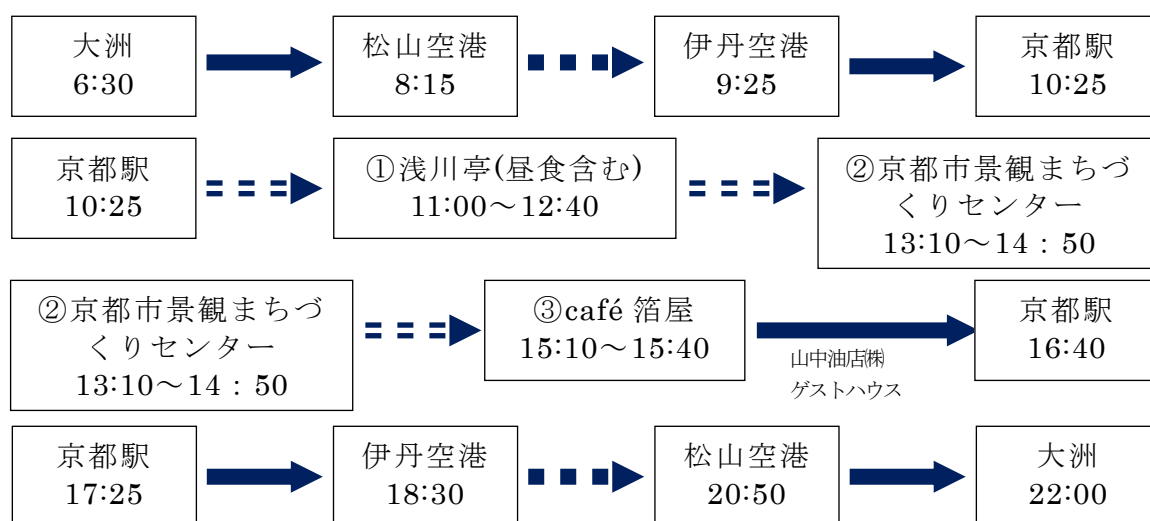 大洲
6:30
松山空港
8:15
伊丹空港
9:25
京都駅
10:25
京都駅
10:25
①浅川亭(昼食含む)
11:00～12:40
②京都市景観まちづ
くりセンター
13:10～14：50
②京都市景観まちづ
くりセンター
13:10～14：50
③café 箔屋
15:10～15:40
山中油店㈱
ゲストハウス
京都駅
16:40
京都駅
17:25
伊丹空港
18:30
松山空港
20:50
大洲
22:00